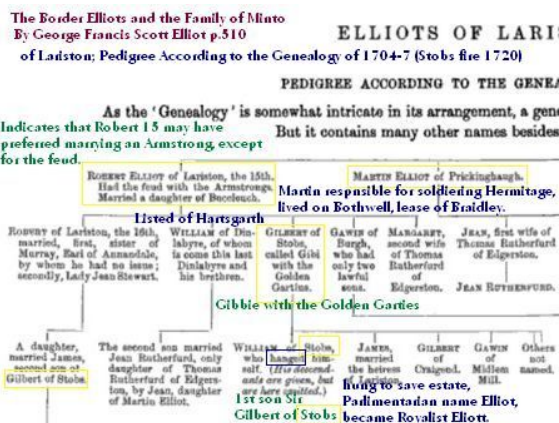 The Border Elliots and the Family of Minto
By George Francis Scott Elliot p.510
ELLIOTS OF LARIS
of Lariston; Pedigree According to the Genealogy of 1704-7 (Stobs fire 1720)
PEDIGREE ACCORDING TO THE GENEA
As the 'Genealogy' is somewhat intricate in its arrangement, a gene
But it contains many other names besides
Indicates that Robert 15 may have
preferred marrying an Armstrong, except
for the feud.
ROBERT ELLIOT of Lariston, the 15th.
Had the feud with the Armstrongs.
Married a daughter of Buccleuch.
MARTIN ELLIOT of Prickinghaugh.
Martin respnsible for soldiering Hermitage,
lived on Bothwell, lease of Braidley.
Listed of Hartsgarth
ROBERT of Lariston, the 16th,
married, first, sister of
Murray, Earl of Annandale,
by whom he had no issue;
secondly, Lady Jean Stewart.
WILLIAM of Din-
labyre, of whom
is come this last
Dinlabyre and
his brethren.
GILBERT of
Stobs,
called Gibi
with the
Golden
Gartins.
GAWIN of
Burgh,
who had
only two
lawful
sons.
MARGARET,
second wife
of Thomas
Rutherford
of
Edgerston.
JEAN, first wife of
Thomas Rutherford
of Edgerston.
JEAN RUTHERFURD.
Gibbie with the Golden Garties
A daughter,
married James,
second son of
Gilbert of Stobs.
The second son married
Jean Rutherfurd, only
daughter of Thomas
Rutherfurd of Edgers-
ton, by Jean, daughter
of Martin Elliot.
WILLIAM of Stobs,
who hanged him-
self. (His descend-
ants are given, but
are here omitted.)
JAMES,
married
the heiress
of Lariston.
GILBERT
of
Craigend.
GAWIN
of
Midlem
Mill.
Others
not
named.
1st son Sir
Gilbert of Stobs
hung to save estate,
Padimentarian name Elliot,
became Royalist Eliott.